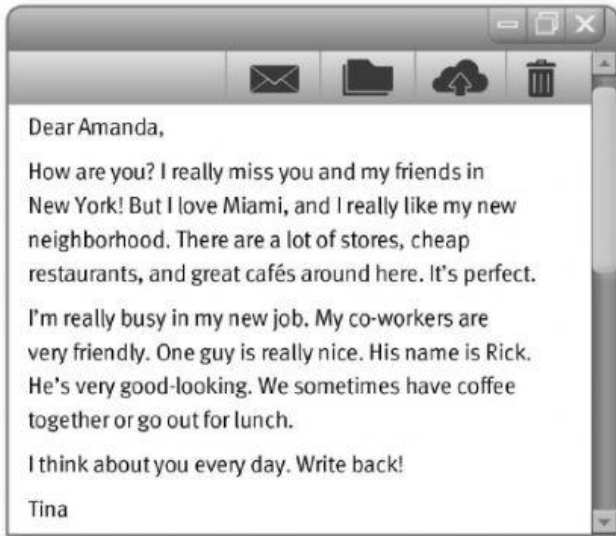 Dear Amanda,
How are you? I really miss you and my friends in
New York! But I love Miami, and I really like my new
neighborhood. There are a lot of stores, cheap
restaurants, and great cafés around here. It's perfect.
I'm really busy in my new job. My co-workers are
very friendly. One guy is really nice. His name is Rick.
He's very good-looking. We sometimes have coffee
together or go out for lunch.
I think about you every day. Write back!
Tina